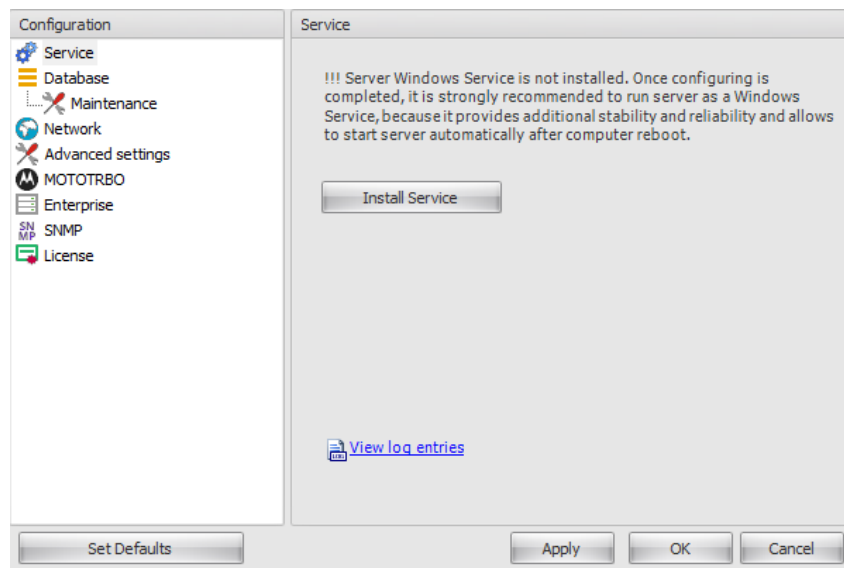 Configuration
Service
Database
Maintenance
Network
Advanced settings
MOTOTRBO
Enterprise
SN
MP
SNMP
License
Service
!!! Server Windows Service is not installed. Once configuring is
completed, it is strongly recommended to run server as a Windows
Service, because it provides additional stability and reliability and allows
to start server automatically after computer reboot.
Install Service
LOG
View log entries
Set Defaults
Apply
OK
Cancel